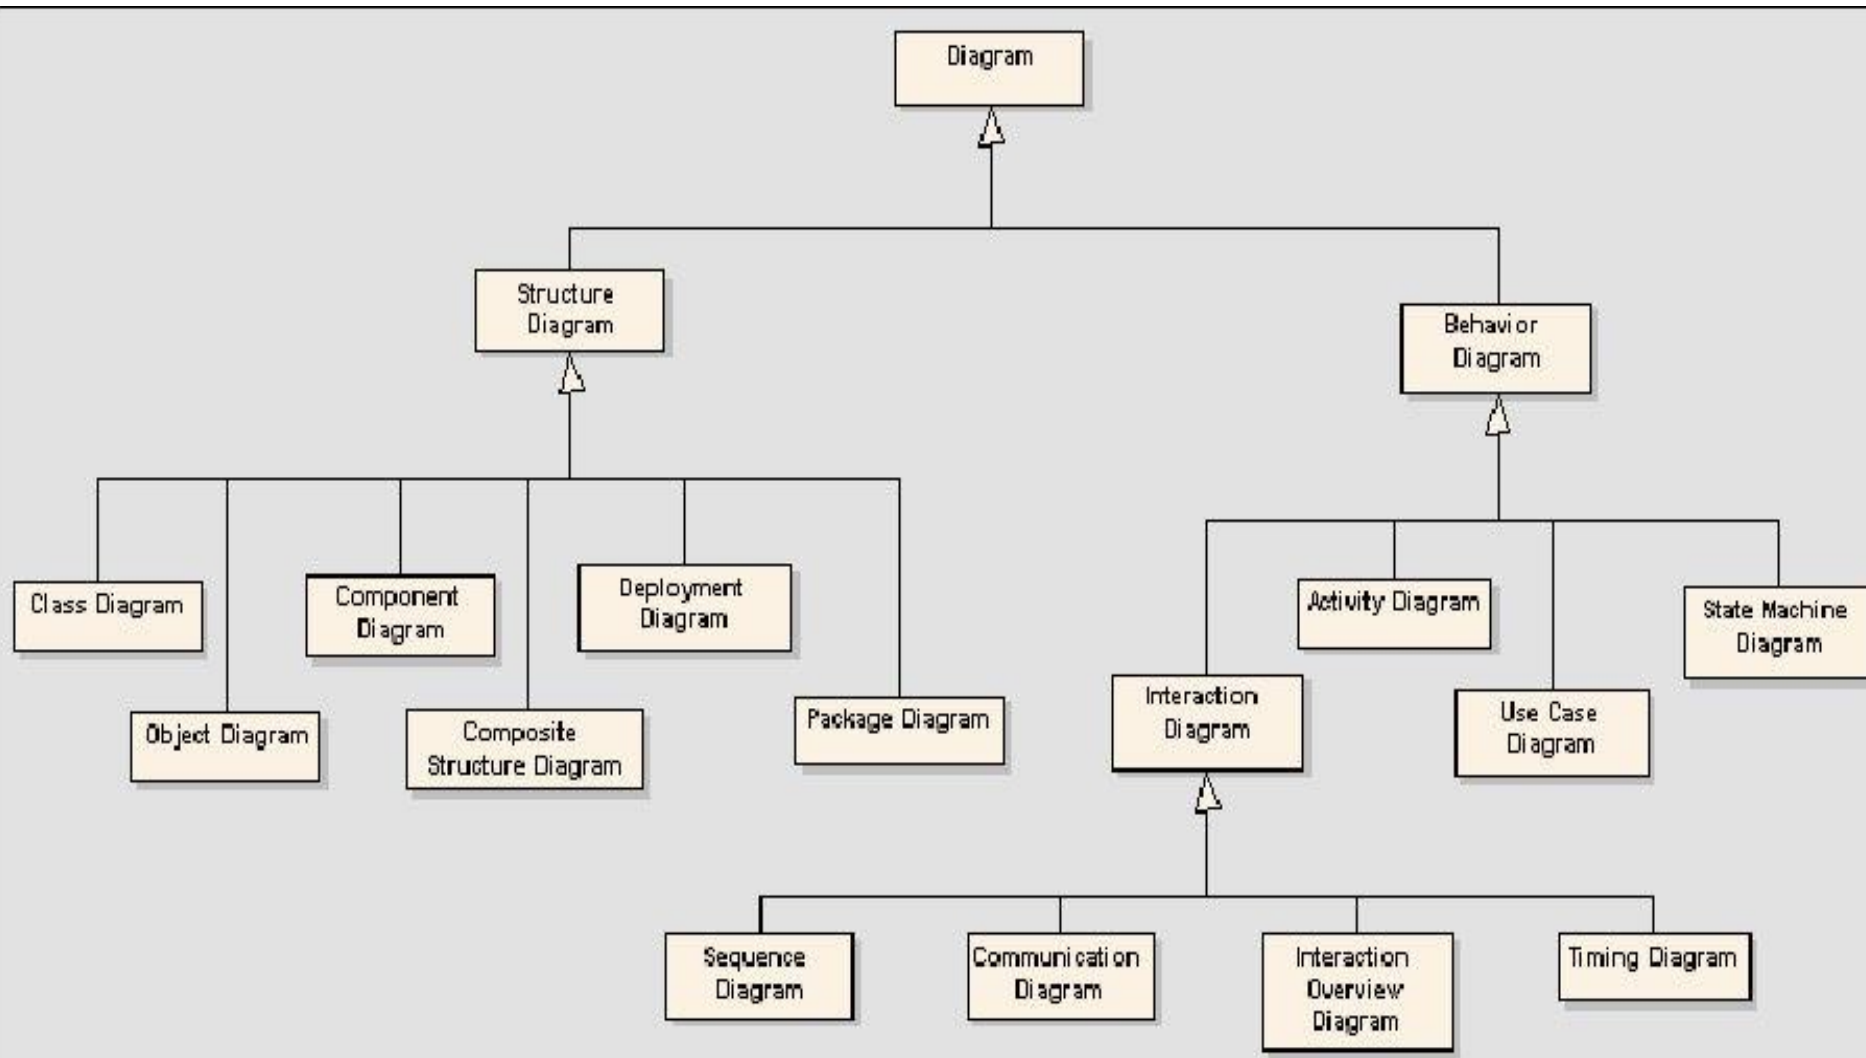 Diagram
Structure
Diagram
Behavior
Diagram
Class Diagram
Component
Diagram
Deployment
Diagram
Activity Diagram
State Machine
Diagram
Object Diagram
Composite
Structure Diagram
Package Diagram
Interaction
Diagram
Use Case
Diagram
Sequence
Diagram
Communication
Diagram
Interaction
Overview
Diagram
Timing Diagram